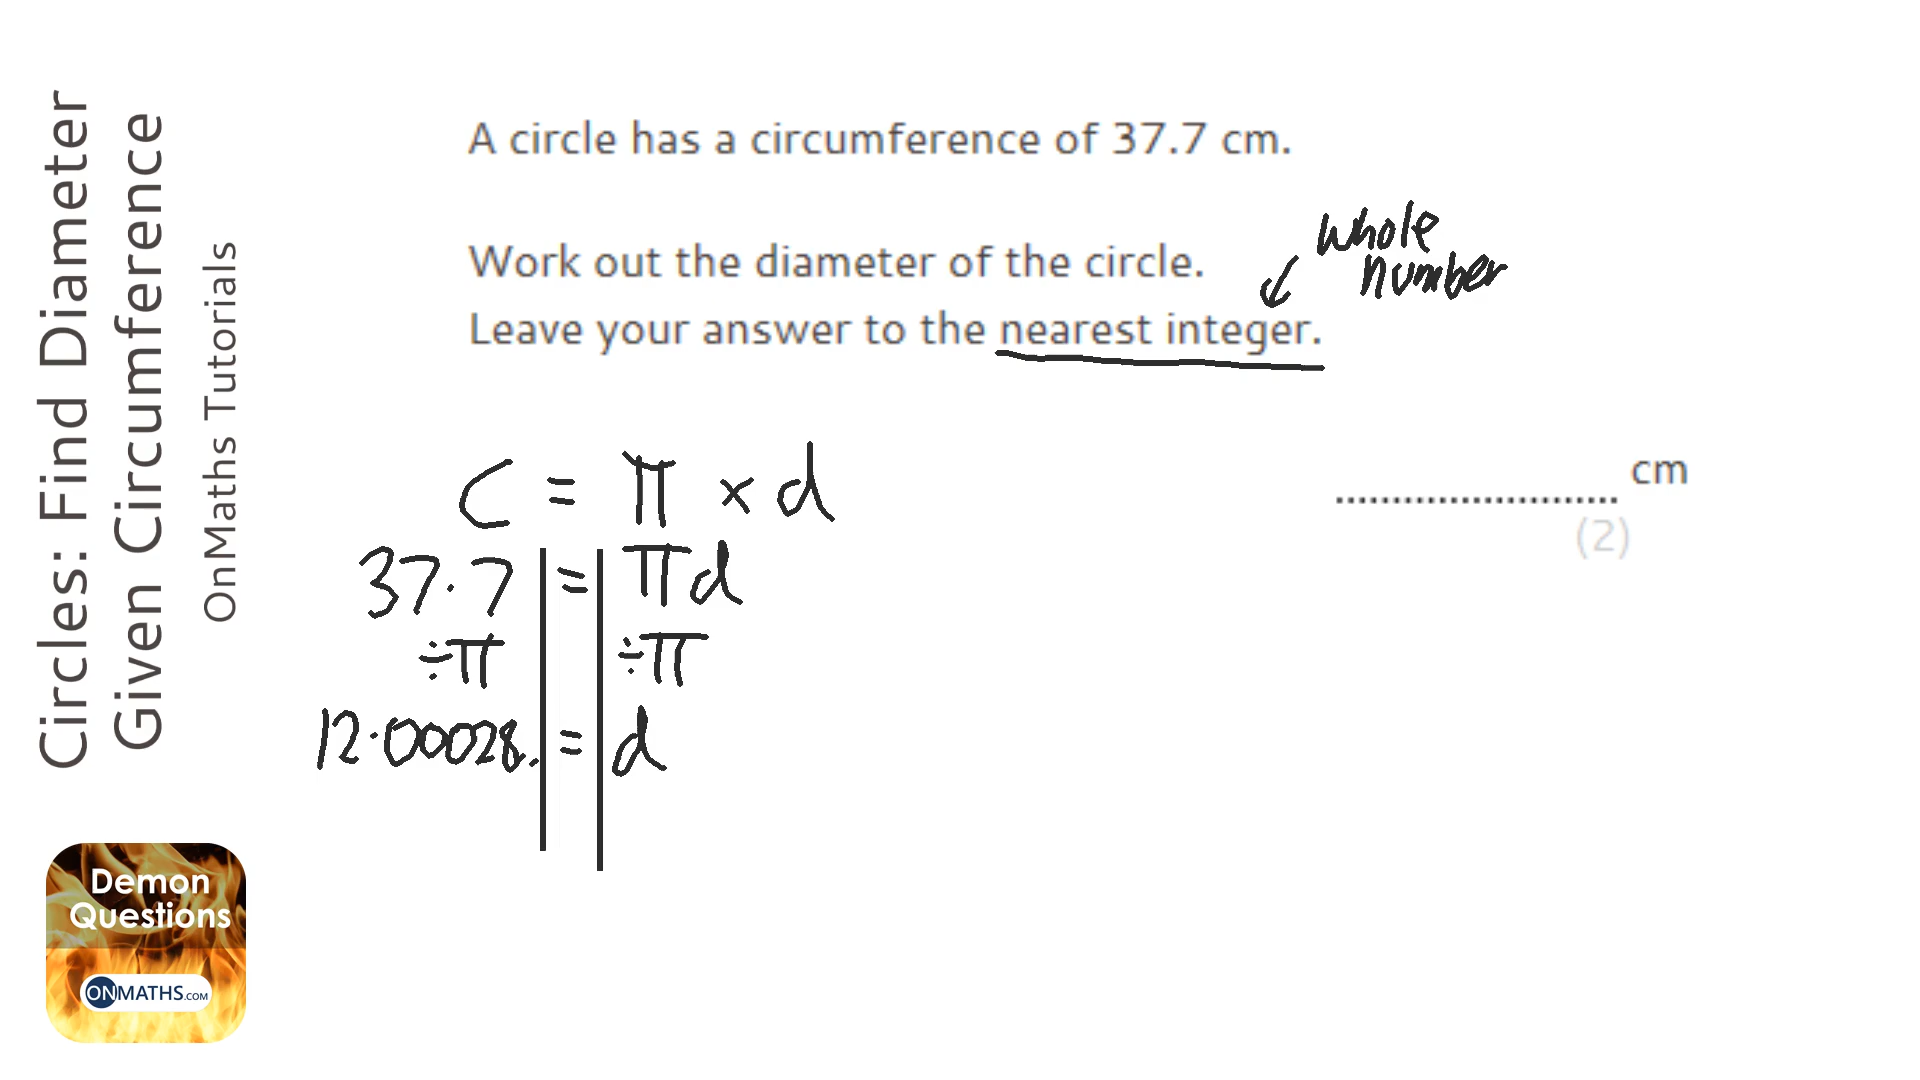 Circles: Find Diameter
Given Circumference
OnMaths Tutorials
A circle has a circumference of 37.7 cm.
Work out the diameter of the circle.
Leave your answer to the nearest integer.
whole
number
C = π × d
37.7 = πd
÷π ÷π
12.00028.. = d
........................ cm
(2)
Demon
Questions
ONMATHS.COM